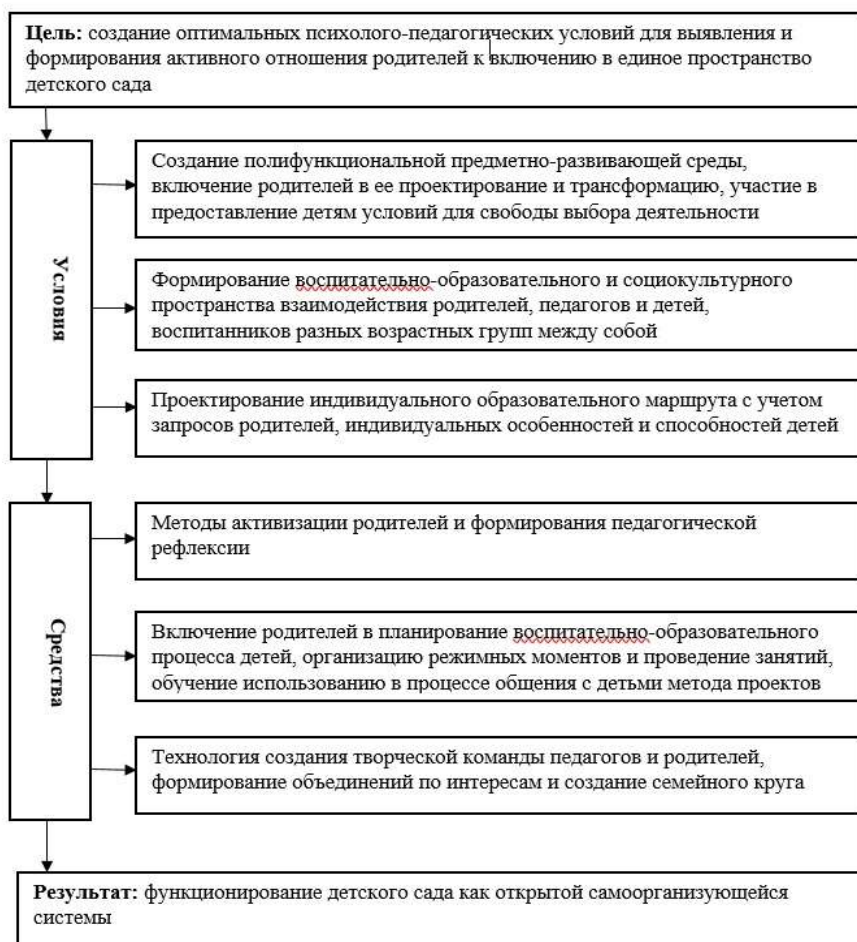 Цель: создание оптимальных психолого-педагогических условий для выявления и
формирования активного отношения родителей к включению в единое пространство
детского сада
Условия
Создание полифункциональной предметно-развивающей среды,
включение родителей в ее проектирование и трансформацию, участие в
предоставление детям условий для свободы выбора деятельности
Формирование воспитательно-образовательного и социокультурного
пространства взаимодействия родителей, педагогов и детей,
воспитанников разных возрастных групп между собой
Проектирование индивидуального образовательного маршрута с учетом
запросов родителей, индивидуальных особенностей и способностей детей
Средства
Методы активизации родителей и формирования педагогической
рефлексии
Включение родителей в планирование воспитательно-образовательного
процесса детей, организацию режимных моментов и проведение занятий,
обучение использованию в процессе общения с детьми метода проектов
Технология создания творческой команды педагогов и родителей,
формирование объединений по интересам и создание семейного круга
Результат: функционирование детского сада как открытой самоорганизующейся
системы